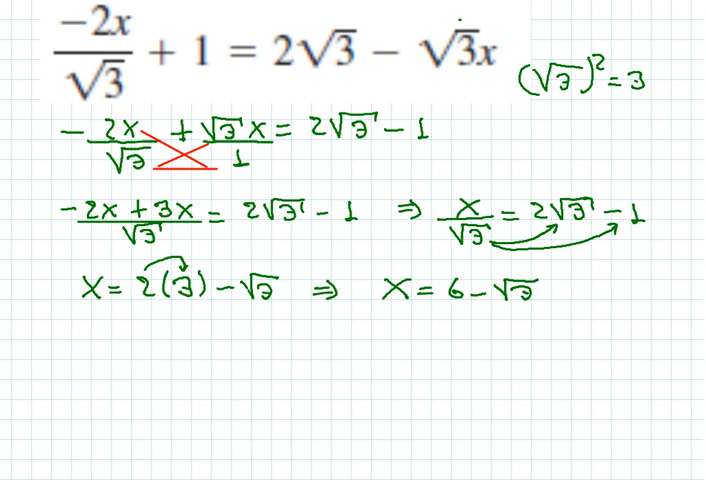 -2x/√3 + 1 = 2√3 - √3x
(√3)² = 3
- 2x/√3 + √3x/1 = 2√3 - 1
-2x + 3x/√3 = 2√3 - 1 ⇒ x/√3 = 2√3 - 1
x = 2(3) - √3 ⇒ x = 6 - √3